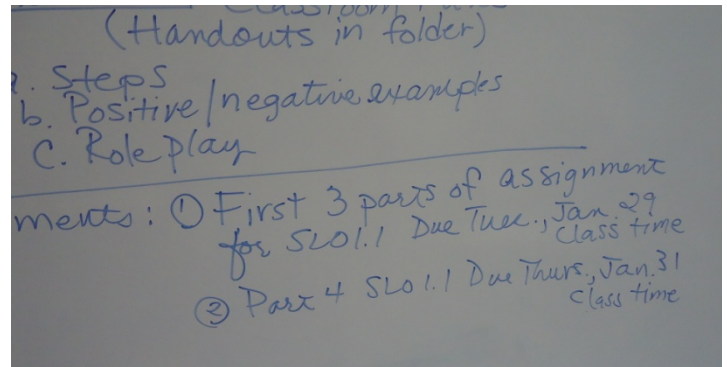 (Handouts in folder)
a. Steps
b. Positive/negative examples
C. Role play
ments: ① First 3 parts of assignment
for SLO1.1 Due Tues., Jan. 29
class time
② Part 4 SLO 1.1 Due Thurs., Jan. 31
class time